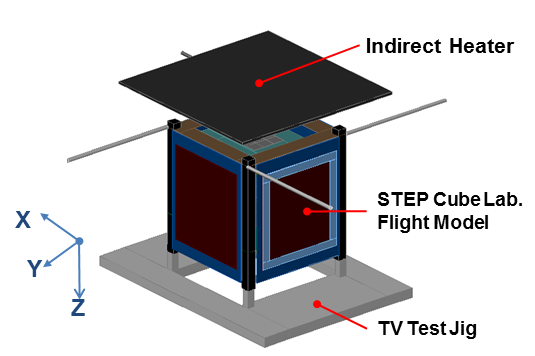 Indirect Heater
STEP Cube Lab.
Flight Model
X
Y
Z
TV Test Jig